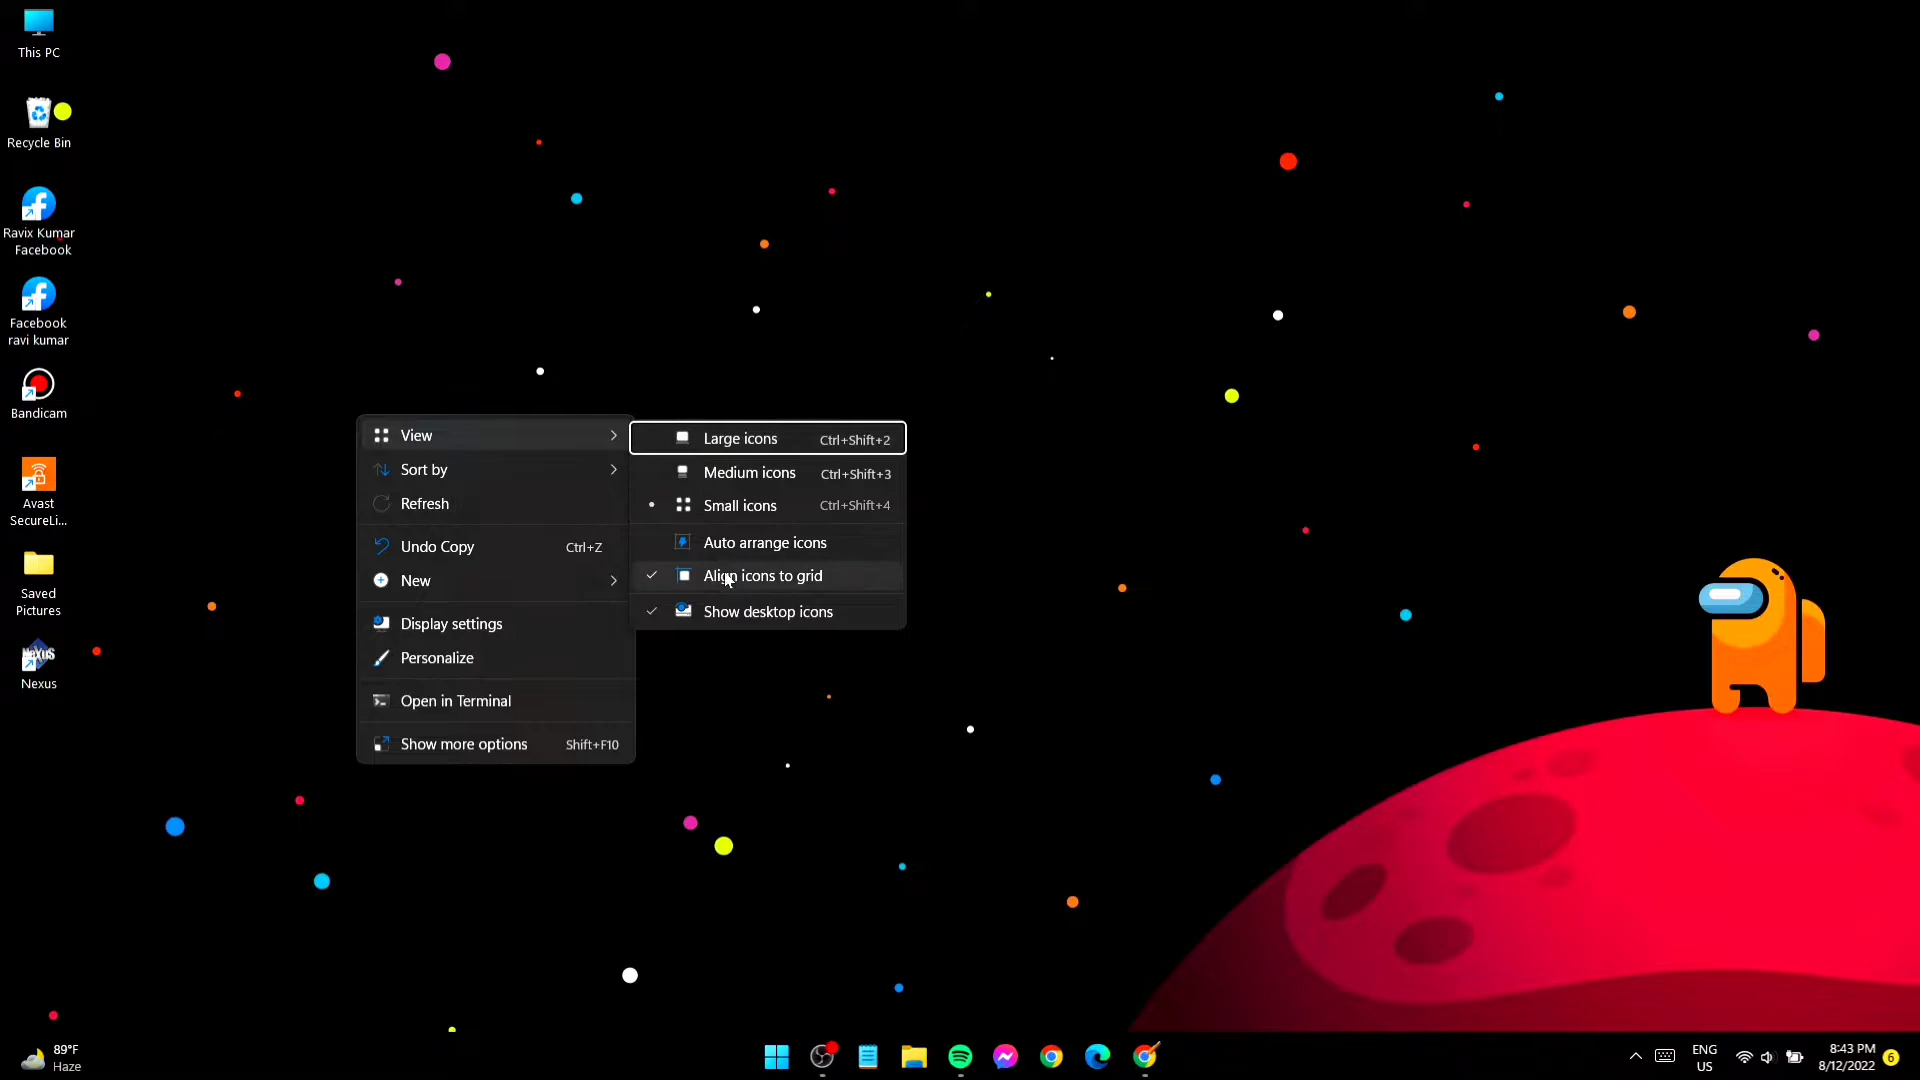 This PC
Recycle Bin
Ravix Kumar
Facebook
Facebook
ravi kumar
Bandicam
Avast
SecureLi...
Saved
Pictures
NeXuS
Nexus
View
Sort by
Refresh
Undo Copy Ctrl+Z
New
Display settings
Personalize
Open in Terminal
Show more options Shift+F10
Large icons Ctrl+Shift+2
Medium icons Ctrl+Shift+3
Small icons Ctrl+Shift+4
Auto arrange icons
Align icons to grid
Show desktop icons
89°F
Haze
ENG
US
8:43 PM
8/12/2022
6